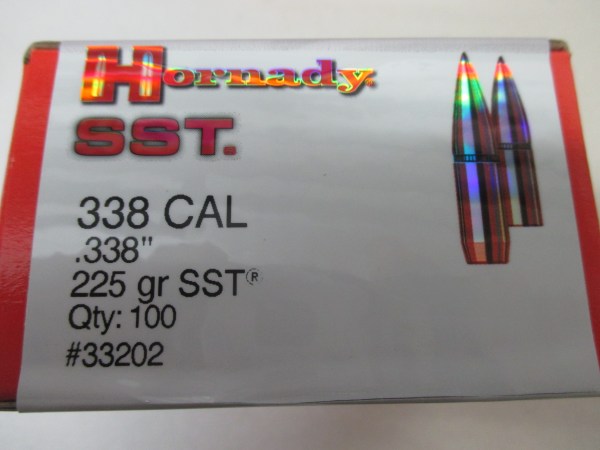 Hornady.
SST.
338 CAL
.338"
225 gr SST®
Qty: 100
#33202